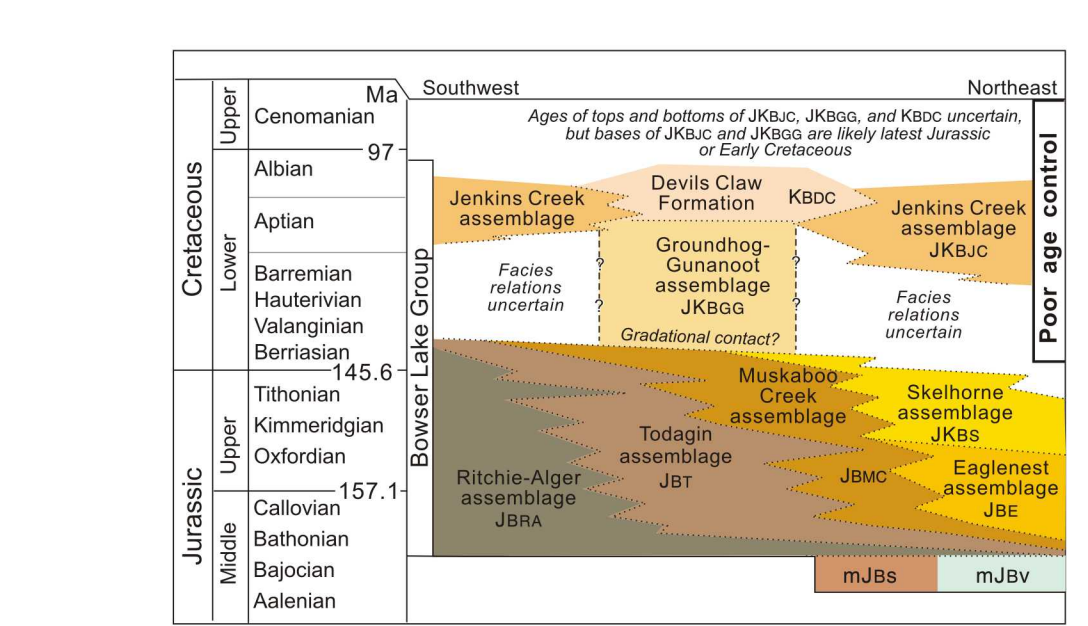 Ma
Southwest
Northeast
Cretaceous
Upper
Cenomanian
97
Lower
Albian
Aptian
Barremian
Hauterivian
Valanginian
Berriasian
145.6
Jurassic
Upper
Tithonian
Kimmeridgian
Oxfordian
157.1
Middle
Callovian
Bathonian
Bajocian
Aalenian
Bowser Lake Group
Poor age control
Ages of tops and bottoms of JKBJC, JKBGG, and KBDC uncertain,
but bases of JKBJC and JKBGG are likely latest Jurassic
or Early Cretaceous
Jenkins Creek
assemblage
Devils Claw
Formation
KBDC
Jenkins Creek
assemblage
JKBJC
Groundhog-
Gunanoot
assemblage
JKBGG
Gradational contact?
?
?
?
?
Facies
relations
uncertain
Facies
relations
uncertain
Muskaboo
Creek
assemblage
JBMC
Skelhorne
assemblage
JKBS
Todagin
assemblage
JBT
Eaglenest
assemblage
JBE
Ritchie-Alger
assemblage
JBRA
mJBs
mJBv